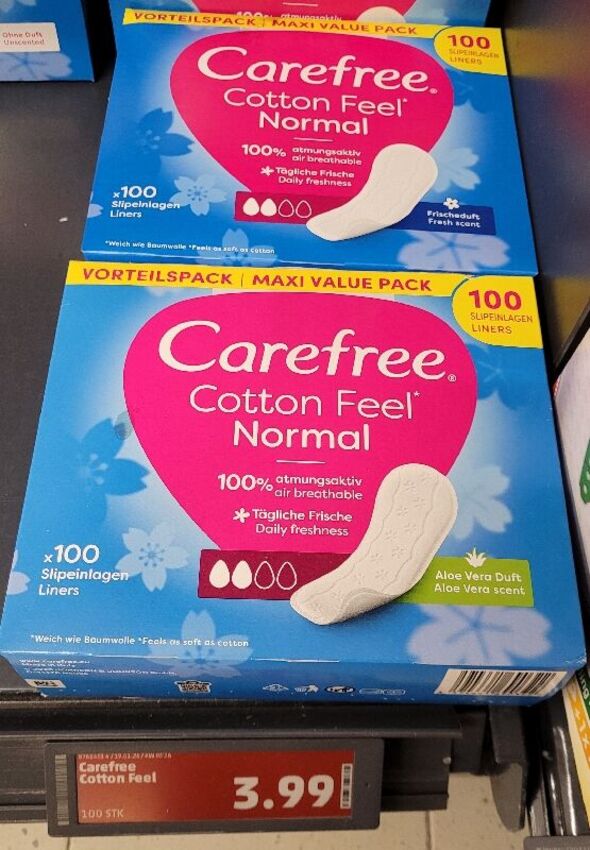 Ohne Duft
Unscented
VORTEILSPACK | MAXI VALUE PACK
100
SLIPEINLAGEN
LINERS
Carefree®
Cotton Feel*
Normal
100% atmungsaktiv
air breathable
Tägliche Frische
Daily freshness
x100
Slipeinlagen
Liners
Frischeduft
Fresh scent
*Weich wie Baumwolle *Feels as soft as cotton
VORTEILSPACK | MAXI VALUE PACK
100
SLIPEINLAGEN
LINERS
Carefree®
Cotton Feel*
Normal
100% atmungsaktiv
air breathable
Tägliche Frische
Daily freshness
x100
Slipeinlagen
Liners
Aloe Vera Duft
Aloe Vera scent
*Weich wie Baumwolle *Feels as soft as cotton
Carefree
Cotton Feel
3.99
100 STK